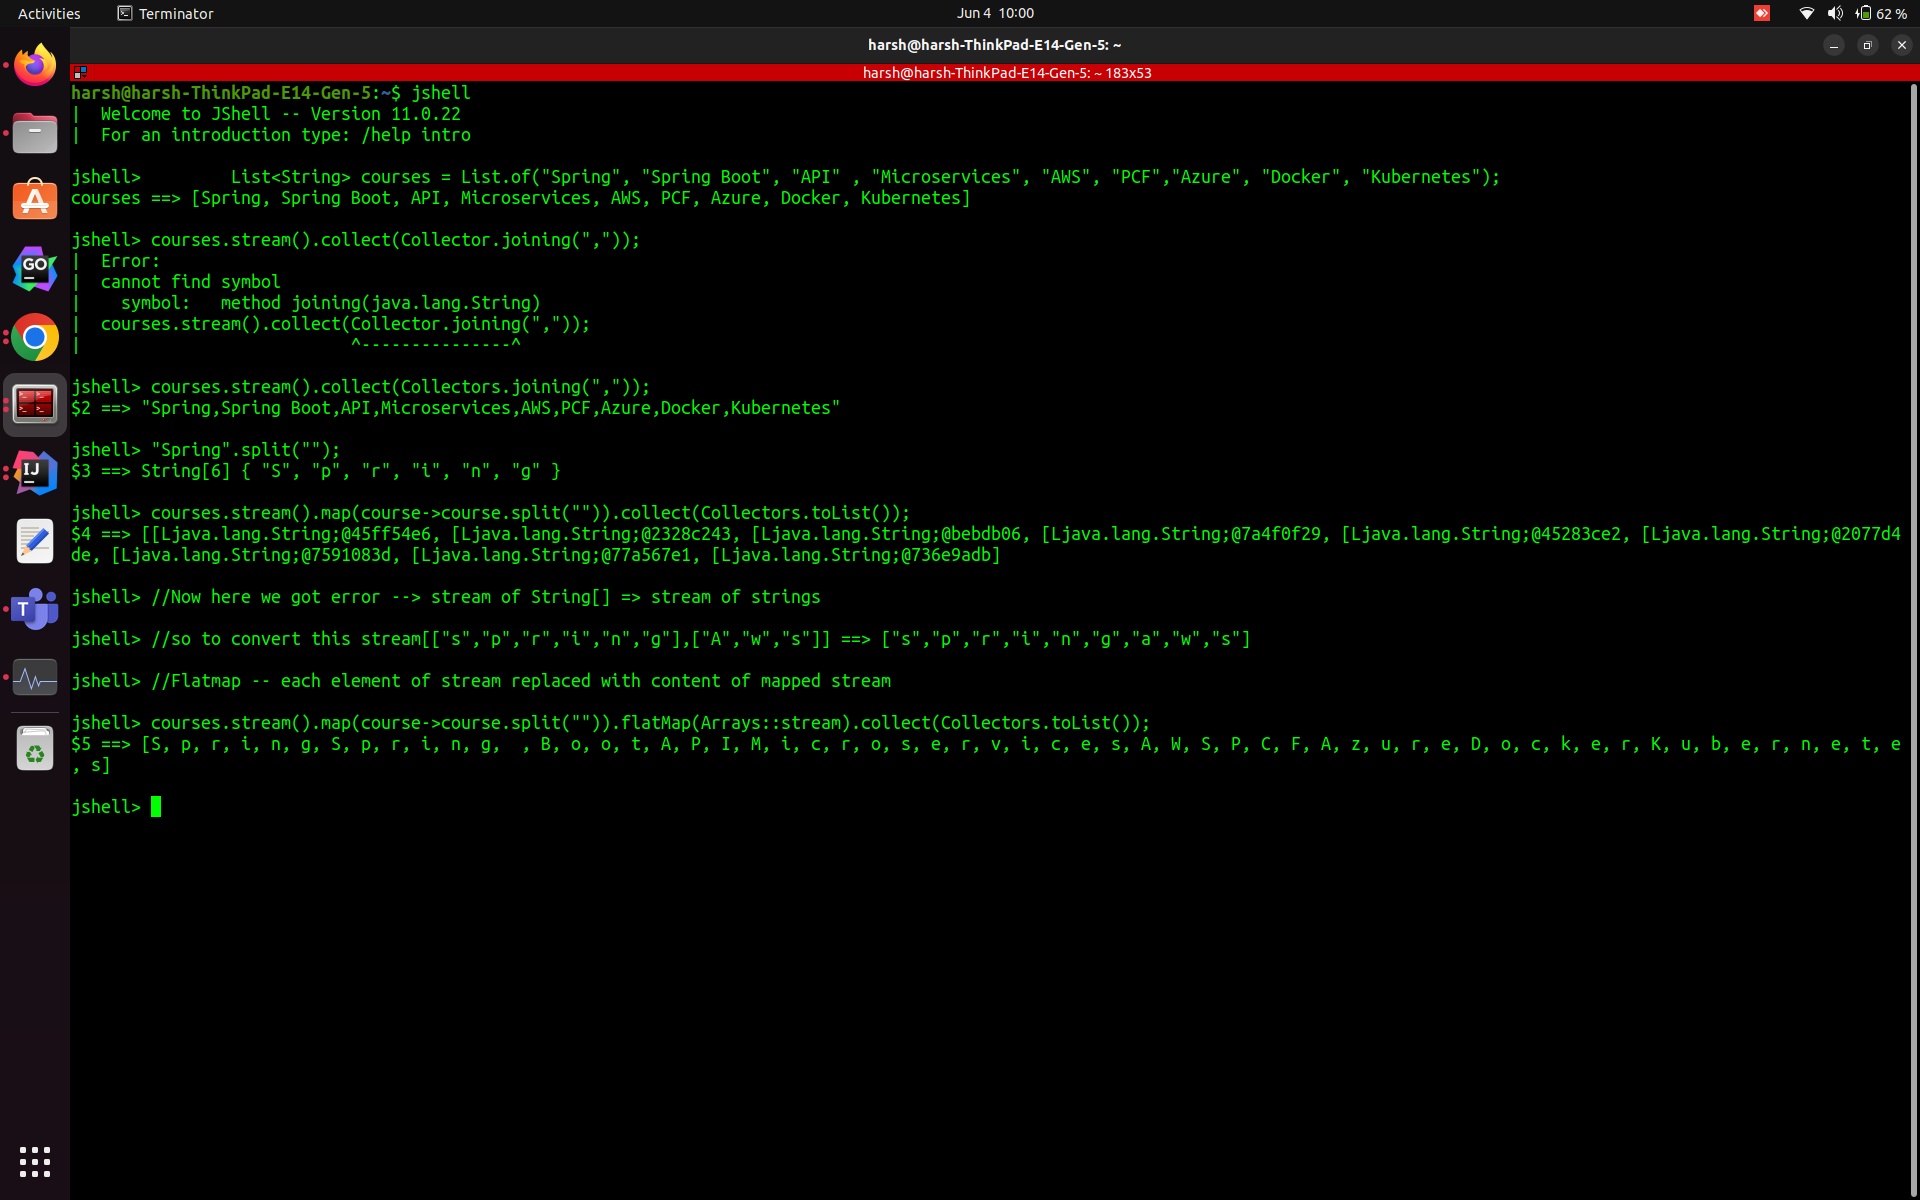 Activities
Terminator
Jun 4 10:00
62 %
harsh@harsh-ThinkPad-E14-Gen-5: ~
harsh@harsh-ThinkPad-E14-Gen-5: ~ 183x53
harsh@harsh-ThinkPad-E14-Gen-5:~$ jshell
|  Welcome to JShell -- Version 11.0.22
|  For an introduction type: /help intro
jshell>         List<String> courses = List.of("Spring", "Spring Boot", "API" , "Microservices", "AWS", "PCF","Azure", "Docker", "Kubernetes");
courses ==> [Spring, Spring Boot, API, Microservices, AWS, PCF, Azure, Docker, Kubernetes]
jshell> courses.stream().collect(Collector.joining(","));
|  Error:
|  cannot find symbol
|    symbol:   method joining(java.lang.String)
|  courses.stream().collect(Collector.joining(","));
|                           ^---------------^
jshell> courses.stream().collect(Collectors.joining(","));
$2 ==> "Spring,Spring Boot,API,Microservices,AWS,PCF,Azure,Docker,Kubernetes"
jshell> "Spring".split("");
$3 ==> String[6] { "S", "p", "r", "i", "n", "g" }
jshell> courses.stream().map(course->course.split("")).collect(Collectors.toList());
$4 ==> [[Ljava.lang.String;@45ff54e6, [Ljava.lang.String;@2328c243, [Ljava.lang.String;@bebdb06, [Ljava.lang.String;@7a4f0f29, [Ljava.lang.String;@45283ce2, [Ljava.lang.String;@2077d4
de, [Ljava.lang.String;@7591083d, [Ljava.lang.String;@77a567e1, [Ljava.lang.String;@736e9adb]
jshell> //Now here we got error --> stream of String[] => stream of strings
jshell> //so to convert this stream[["s","p","r","i","n","g"],["A","w","s"]] ==> ["s","p","r","i","n","g","a","w","s"]
jshell> //Flatmap -- each element of stream replaced with content of mapped stream
jshell> courses.stream().map(course->course.split("")).flatMap(Arrays::stream).collect(Collectors.toList());
$5 ==> [S, p, r, i, n, g, S, p, r, i, n, g,  , B, o, o, t, A, P, I, M, i, c, r, o, s, e, r, v, i, c, e, s, A, W, S, P, C, F, A, z, u, r, e, D, o, c, k, e, r, K, u, b, e, r, n, e, t, e
, s]
jshell>
GO
IJ
T